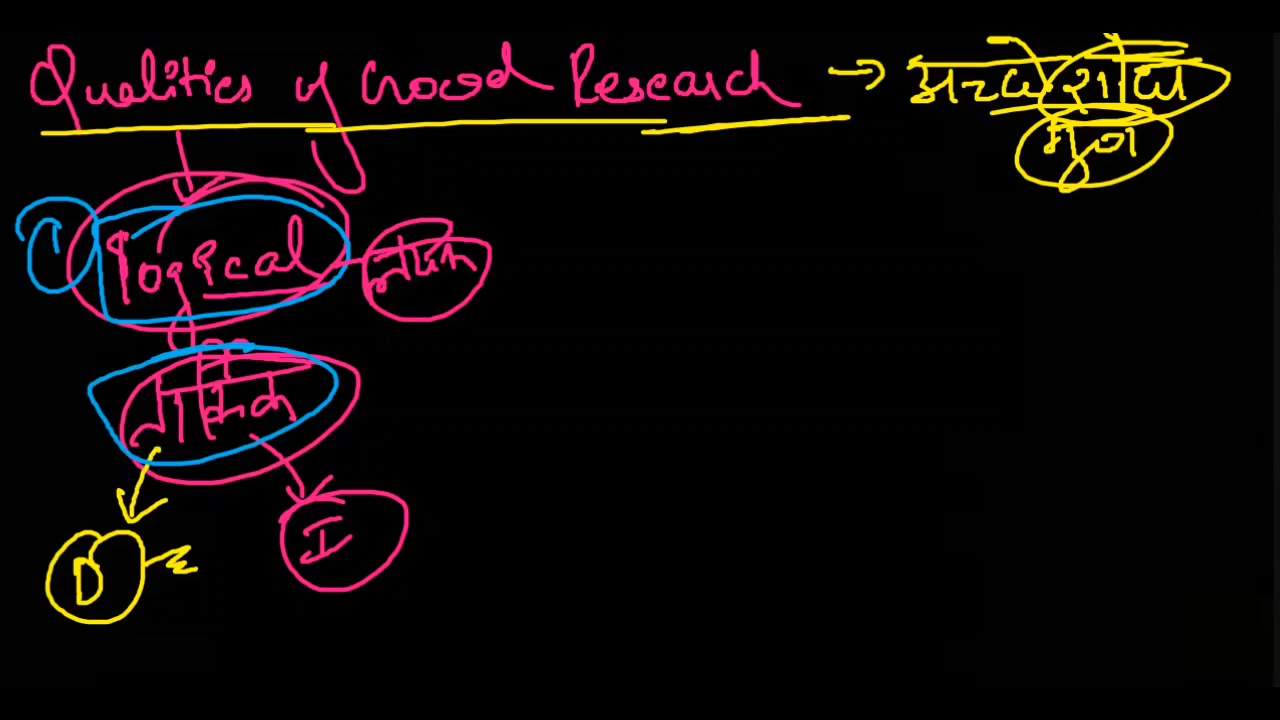 Qualities of Good Research → अच्छे शोध
गुण
1 Logical
तार्किक
D I